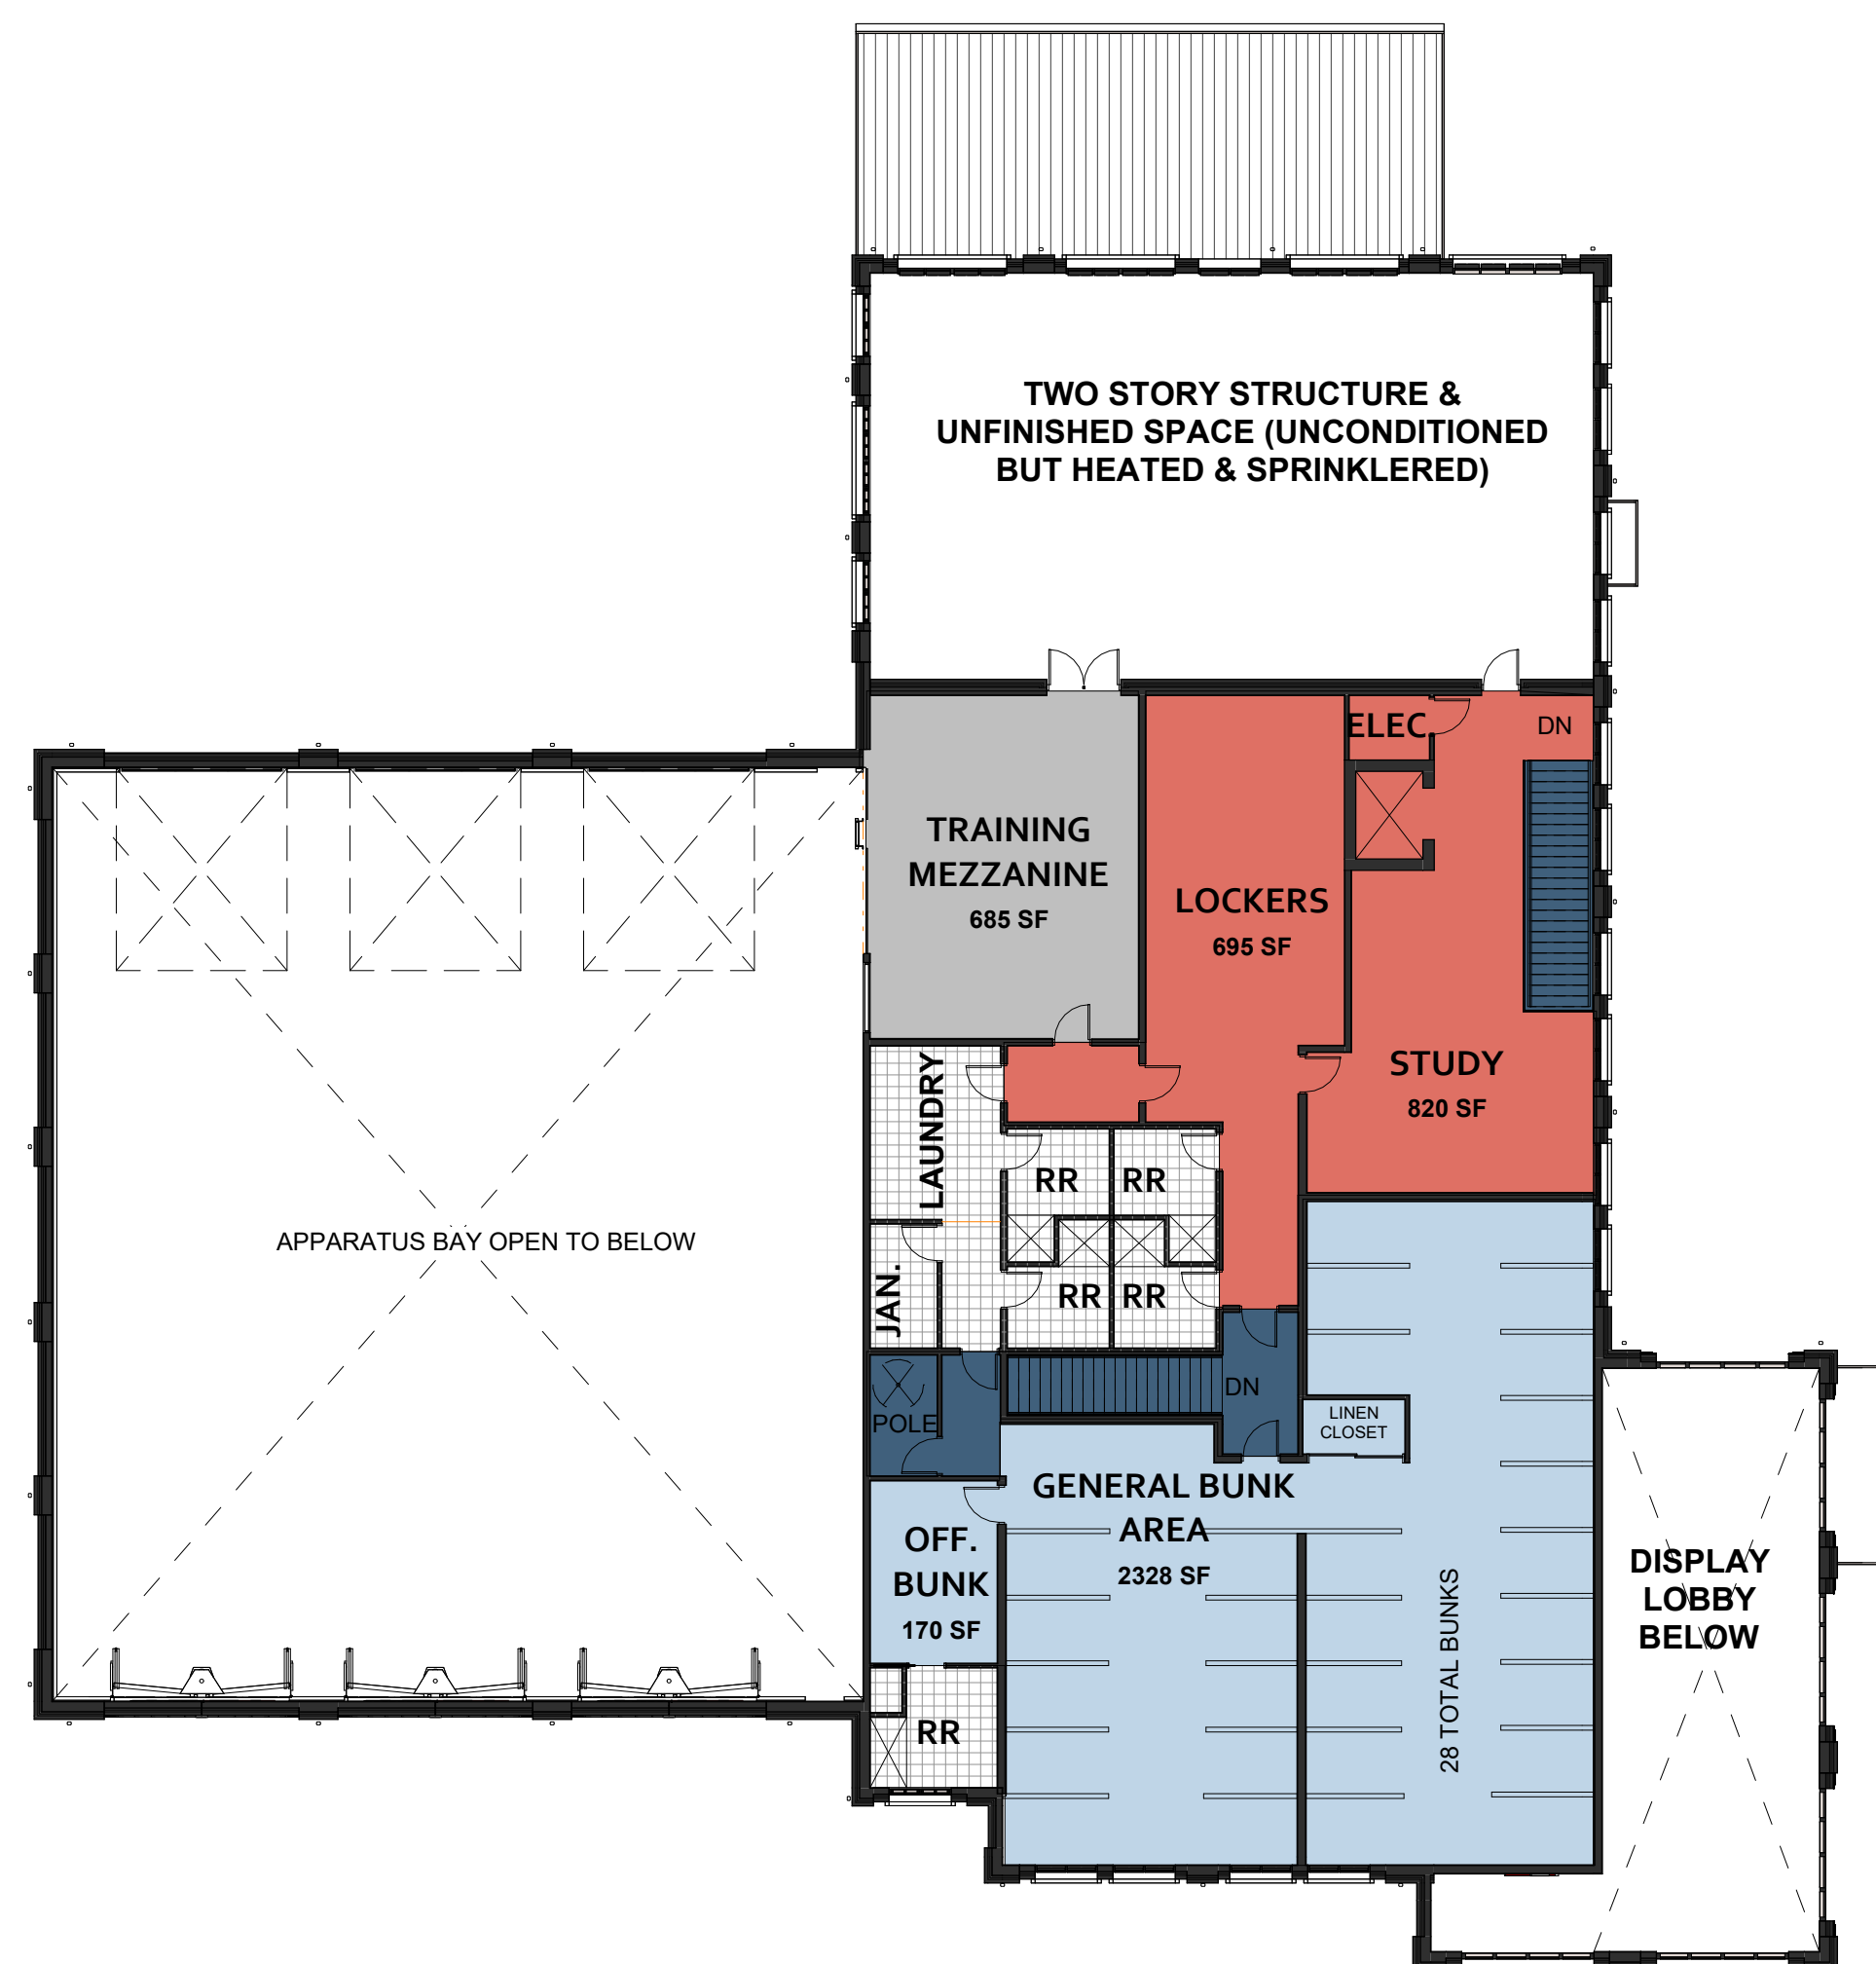 TWO STORY STRUCTURE &
UNFINISHED SPACE (UNCONDITIONED
BUT HEATED & SPRINKLERED)
ELEC.
DN
TRAINING
MEZZANINE
685 SF
LOCKERS
695 SF
STUDY
820 SF
LAUNDRY
RR
RR
APPARATUS BAY OPEN TO BELOW
JAN.
RR
RR
POLE
DN
LINEN
CLOSET
GENERAL BUNK
AREA
2328 SF
OFF.
BUNK
170 SF
28 TOTAL BUNKS
DISPLAY
LOBBY
BELOW
RR